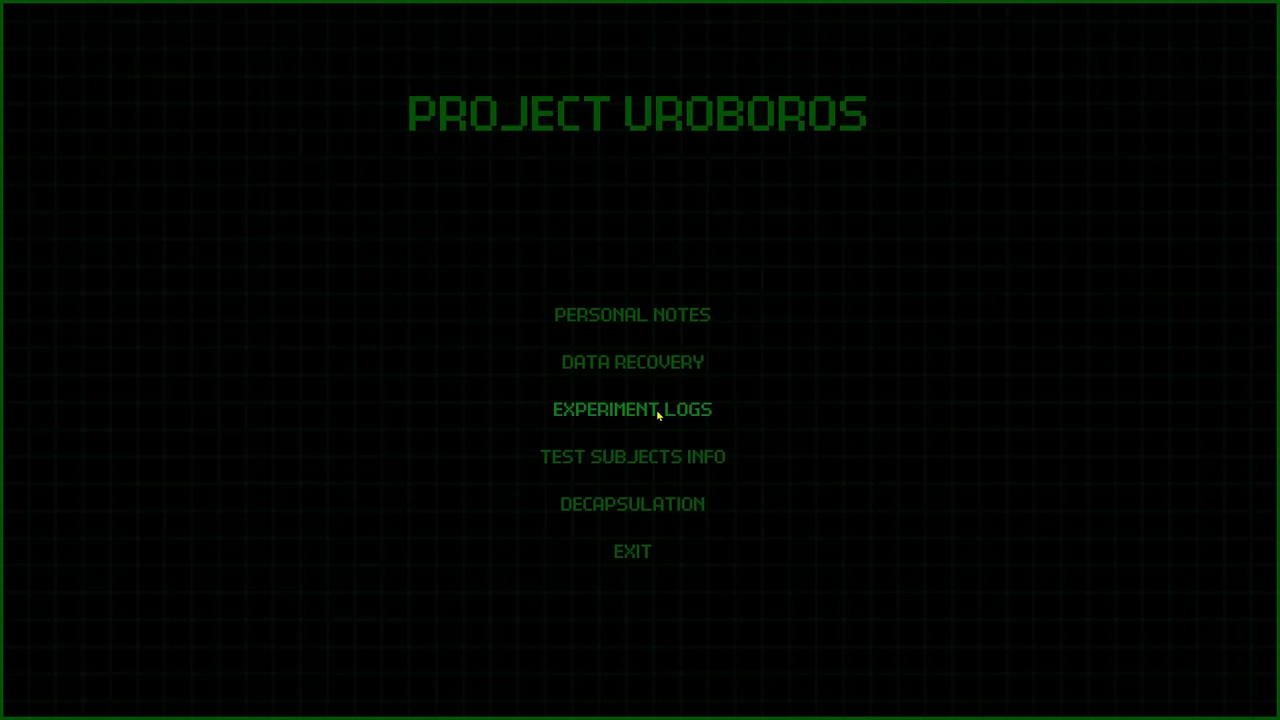 PROJECT UROBOROS
PERSONAL NOTES
DATA RECOVERY
EXPERIMENT LOGS
TEST SUBJECTS INFO
DECAPSULATION
EXIT